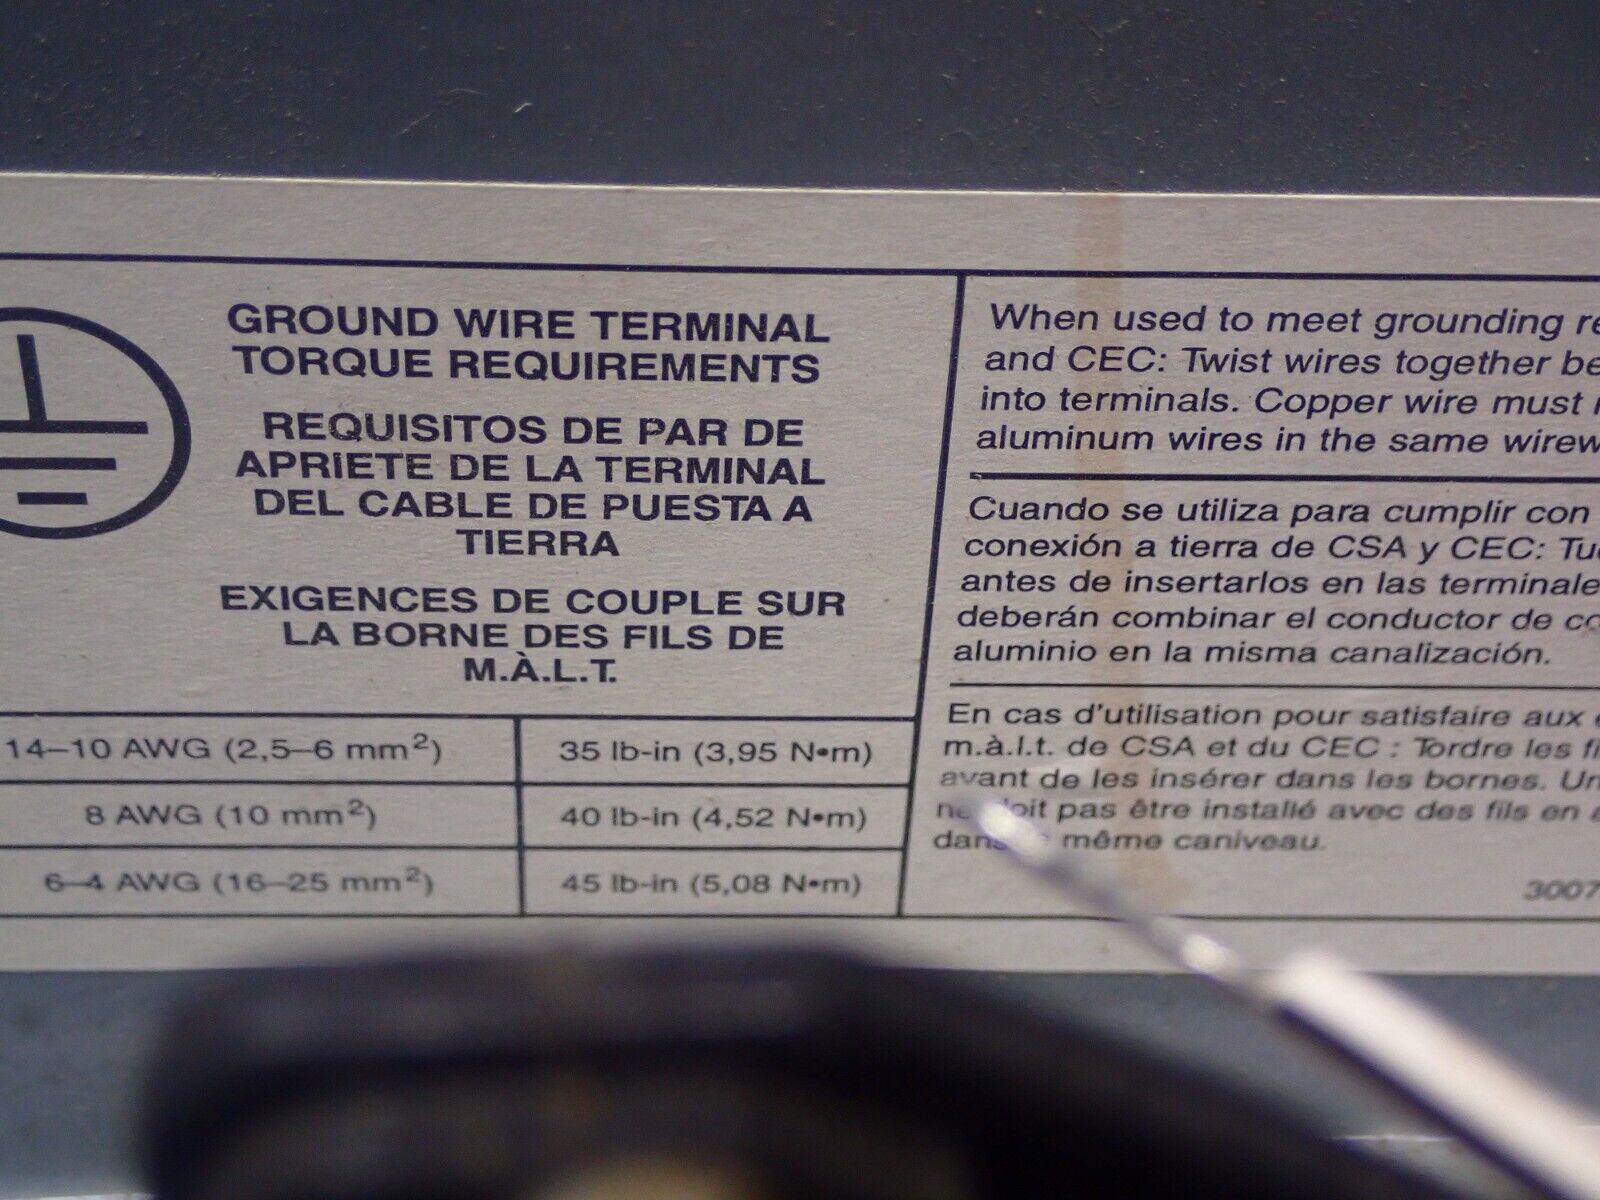 GROUND WIRE TERMINAL
TORQUE REQUIREMENTS
REQUISITOS DE PAR DE
APRIETE DE LA TERMINAL
DEL CABLE DE PUESTA A
TIERRA
EXIGENCES DE COUPLE SUR
LA BORNE DES FILS DE
M.À.L.T.
14–10 AWG (2,5–6 mm²) 35 lb-in (3,95 N•m)
8 AWG (10 mm²) 40 lb-in (4,52 N•m)
6–4 AWG (16–25 mm²) 45 lb-in (5,08 N•m)
When used to meet grounding
and CEC: Twist wires together
into terminals. Copper wire must
aluminum wires in the same
Cuando se utiliza para cumplir con
conexión a tierra de CSA y CEC:
antes de insertarlos en las
deberán combinar el conductor de
aluminio en la misma canalización.
En cas d'utilisation pour satisfaire aux
m.à.l.t. de CSA et du CEC : Tordre les
avant de les insérer dans les bornes.
pas être installé avec des fils en
même caniveau.